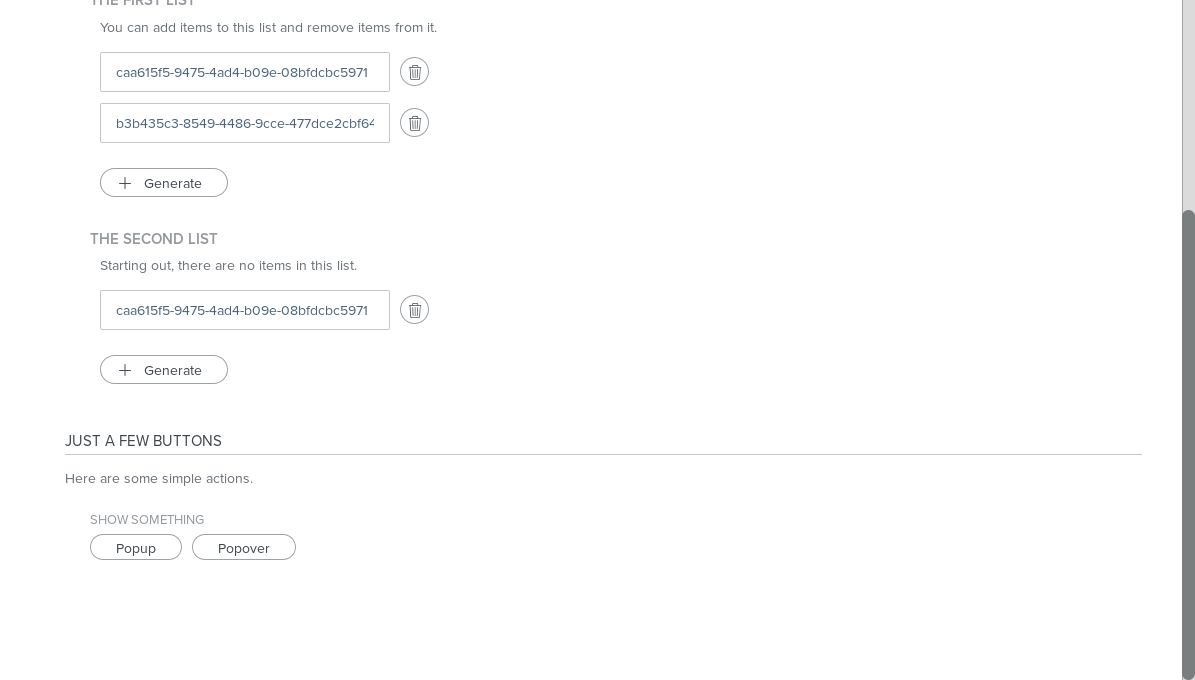 THE FIRST LIST
You can add items to this list and remove items from it.
caa615f5-9475-4ad4-b09e-08bfdcbc5971
b3b435c3-8549-4486-9cce-477dce2cbf64
Generate
THE SECOND LIST
Starting out, there are no items in this list.
caa615f5-9475-4ad4-b09e-08bfdcbc5971
Generate
JUST A FEW BUTTONS
Here are some simple actions.
SHOW SOMETHING
Popup Popover